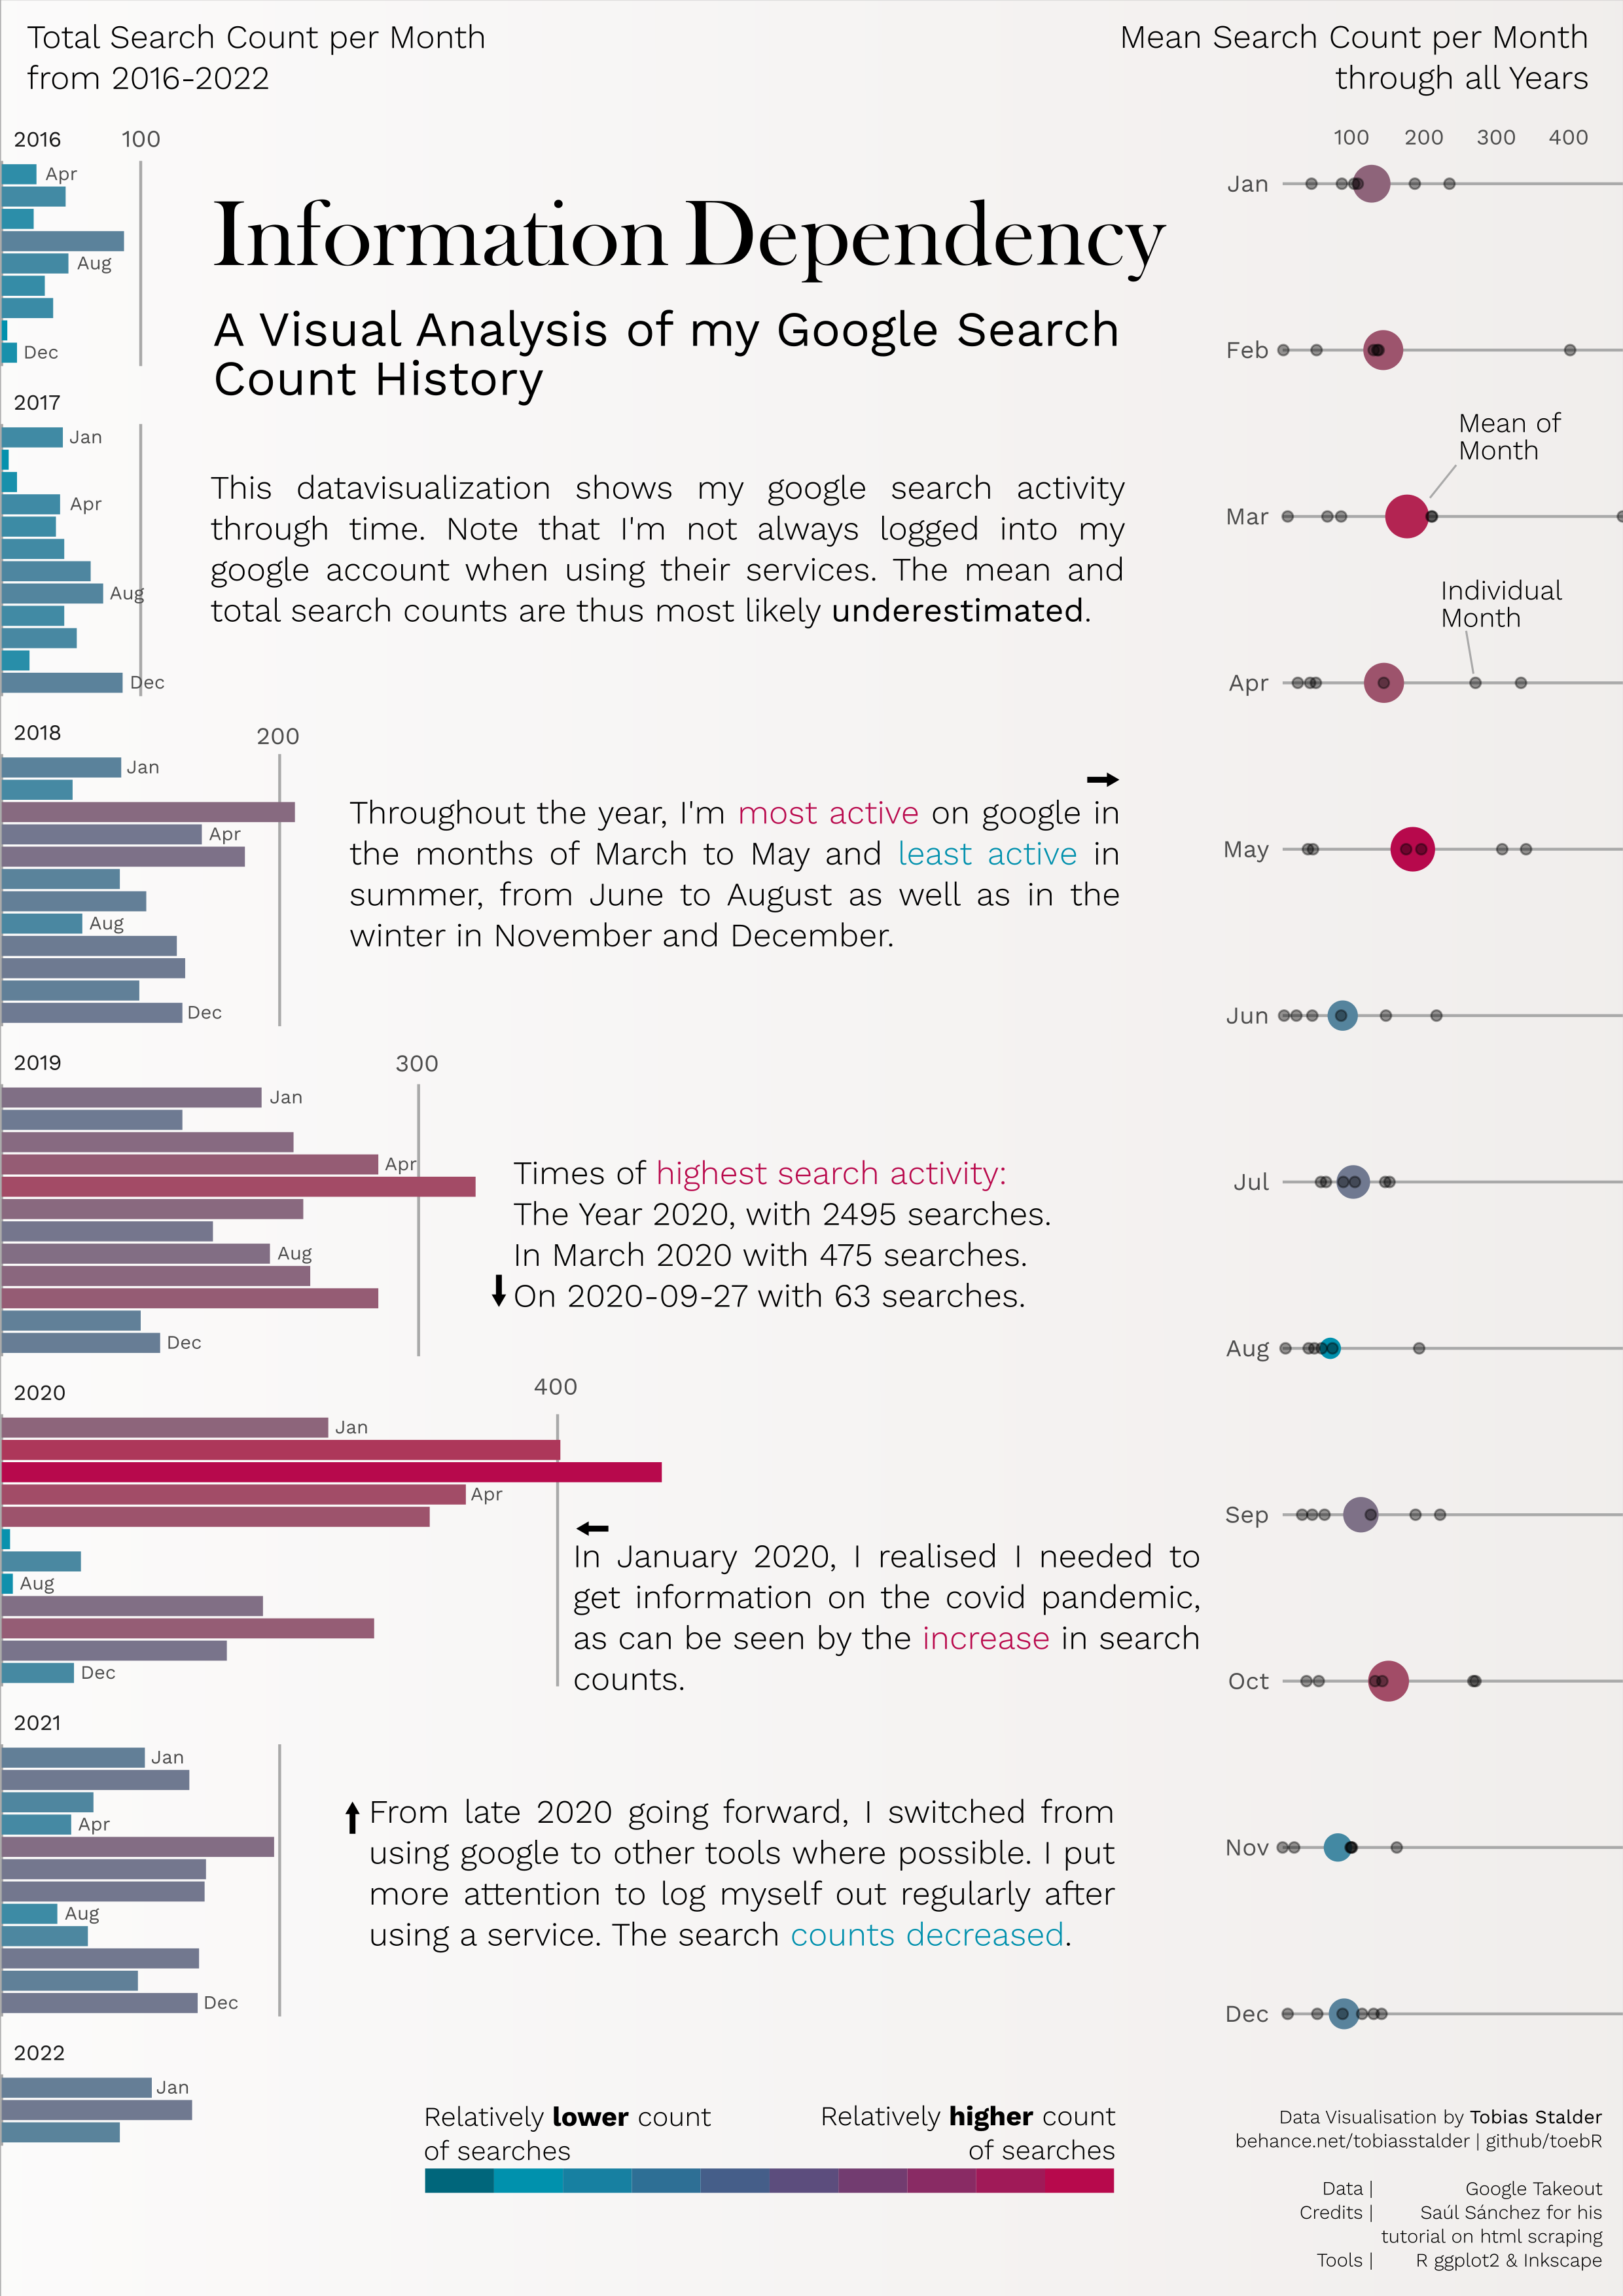 Total Search Count per Month
from 2016-2022
Mean Search Count per Month
through all Years
2016
100
Apr
Aug
Dec
2017
Jan
Apr
Aug
Dec
2018
200
Jan
Apr
Aug
Dec
2019
300
Jan
Apr
Aug
Dec
2020
400
Jan
Apr
Aug
Dec
2021
Jan
Apr
Aug
Dec
2022
Jan
Information Dependency
A Visual Analysis of my Google Search
Count History
This datavisualization shows my google search activity
through time. Note that I'm not always logged into my
google account when using their services. The mean and
total search counts are thus most likely underestimated.
Throughout the year, I'm most active on google in
the months of March to May and least active in
summer, from June to August as well as in the
winter in November and December.
Times of highest search activity:
The Year 2020, with 2495 searches.
In March 2020 with 475 searches.
On 2020-09-27 with 63 searches.
In January 2020, I realised I needed to
get information on the covid pandemic,
as can be seen by the increase in search
counts.
From late 2020 going forward, I switched from
using google to other tools where possible. I put
more attention to log myself out regularly after
using a service. The search counts decreased.
Relatively lower count
of searches
Relatively higher count
of searches
100 200 300 400
Jan
Feb
Mean of
Month
Mar
Individual
Month
Apr
May
Jun
Jul
Aug
Sep
Oct
Nov
Dec
Data Visualisation by Tobias Stalder
behance.net/tobiasstalder | github/toebR
Data | Google Takeout
Credits | Saúl Sánchez for his
tutorial on html scraping
Tools | R ggplot2 & Inkscape